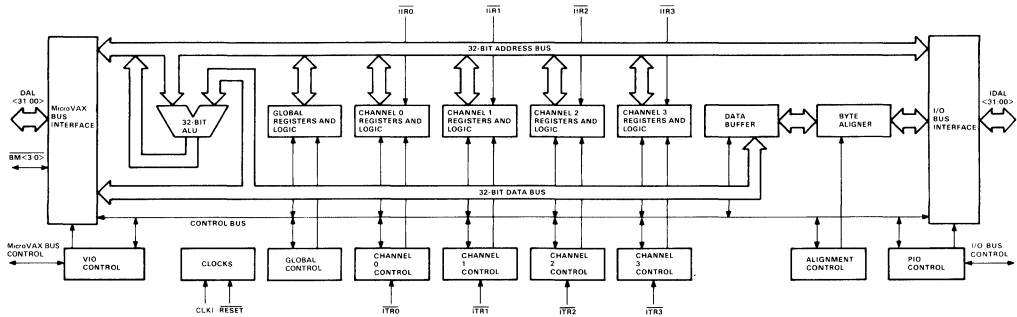 IIR0
IIR1
IIR2
IIR3
32-BIT ADDRESS BUS
DAL
<31:00>
MicroVAX
BUS
INTERFACE
BM<3:0>
32-BIT
ALU
GLOBAL
REGISTERS AND
LOGIC
CHANNEL 0
REGISTERS AND
LOGIC
CHANNEL 1
REGISTERS AND
LOGIC
CHANNEL 2
REGISTERS AND
LOGIC
CHANNEL 3
REGISTERS AND
LOGIC
DATA
BUFFER
BYTE
ALIGNER
I/O
BUS
INTERFACE
IDAL
<31:00>
32-BIT DATA BUS
CONTROL BUS
MicroVAX BUS
CONTROL
VIO
CONTROL
CLOCKS
GLOBAL
CONTROL
CHANNEL
0
CONTROL
CHANNEL
1
CONTROL
CHANNEL
2
CONTROL
CHANNEL
3
CONTROL
ALIGNMENT
CONTROL
PIO
CONTROL
I/O BUS
CONTROL
CLKI RESET
ITR0
ITR1
ITR2
ITR3